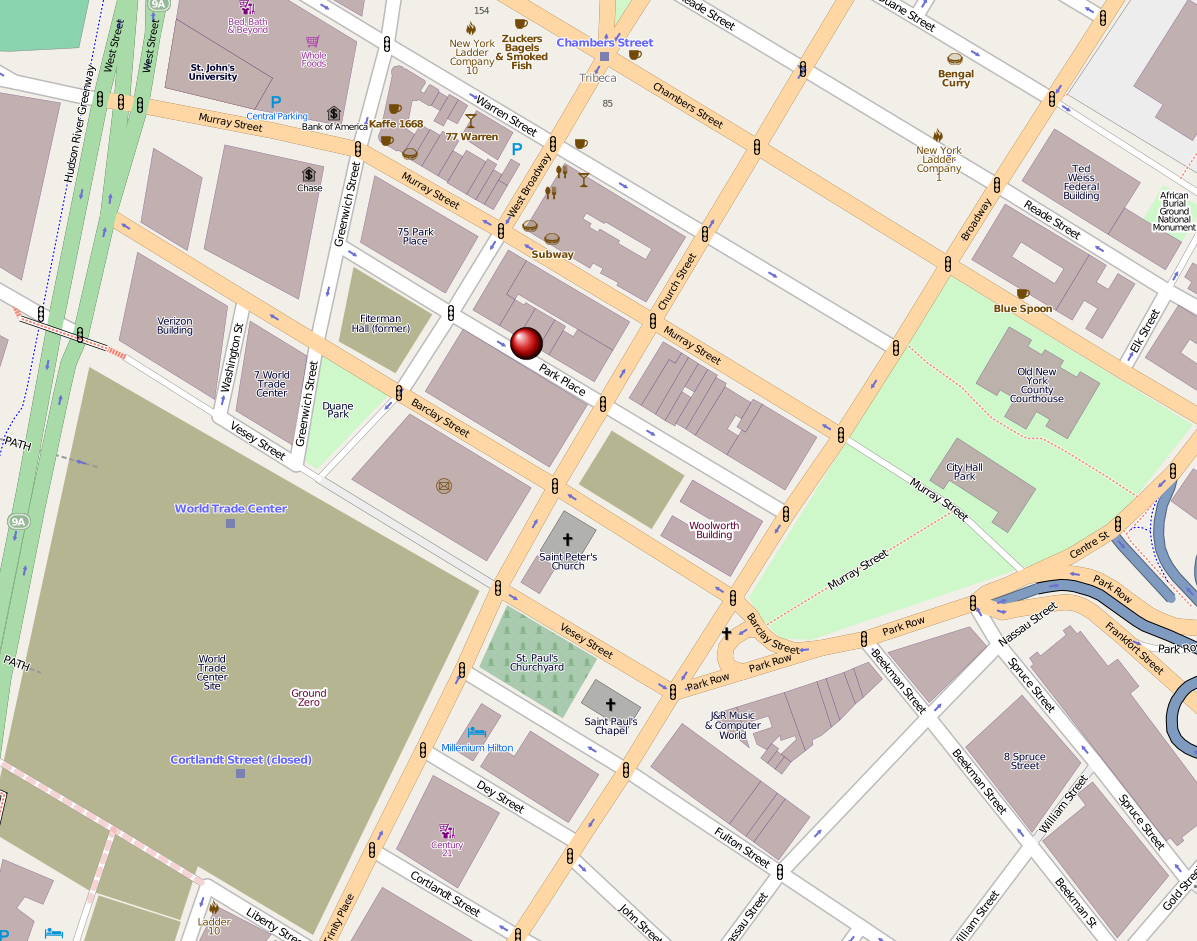 154
Duane Street
Reade Street
9A
Bed, Bath
& Beyond
West Street
West Street
Whole
Foods
New York
Ladder
Company
10
Zuckers
Bagels
& Smoked
Fish
Chambers Street
Tribeca
85
Bengal
Curry
St. John's
University
Hudson River Greenway
P
Central Parking
Murray Street
Bank of America
Kaffe 1668
77 Warren
P
Warren Street
Chambers Street
New York
Ladder
Company
1
Ted
Weiss
Federal
Building
African
Burial
Ground
National
Monument
Chase
Greenwich Street
Murray Street
West Broadway
Broadway
Reade Street
75 Park
Place
Subway
Church Street
Blue Spoon
Verizon
Building
Fiterman
Hall (former)
Murray Street
Elk Street
Washington St
7 World
Trade
Center
Greenwich Street
Duane
Park
Park Place
Barclay Street
Old New
York
County
Courthouse
Vesey Street
PATH
City Hall
Park
Murray Street
World Trade Center
9A
Woolworth
Building
Saint Peter's
Church
Murray Street
Centre St
Park Row
Nassau Street
Frankfort Street
Park Row
Vesey Street
Barclay Street
Park Row
Park Row
Park Row
PATH
World
Trade
Center
Site
Ground
Zero
St. Paul's
Churchyard
Saint Paul's
Chapel
Beekman Street
Spruce Street
J&R Music
& Computer
World
Millenium Hilton
Cortlandt Street (closed)
8 Spruce
Street
Beekman Street
William Street
Spruce Street
Dey Street
Century
21
Fulton Street
Cortlandt Street
John Street
Nassau Street
William Street
Beekman St
Gold Street
Ladder
10
Liberty Street
Trinity Place
P